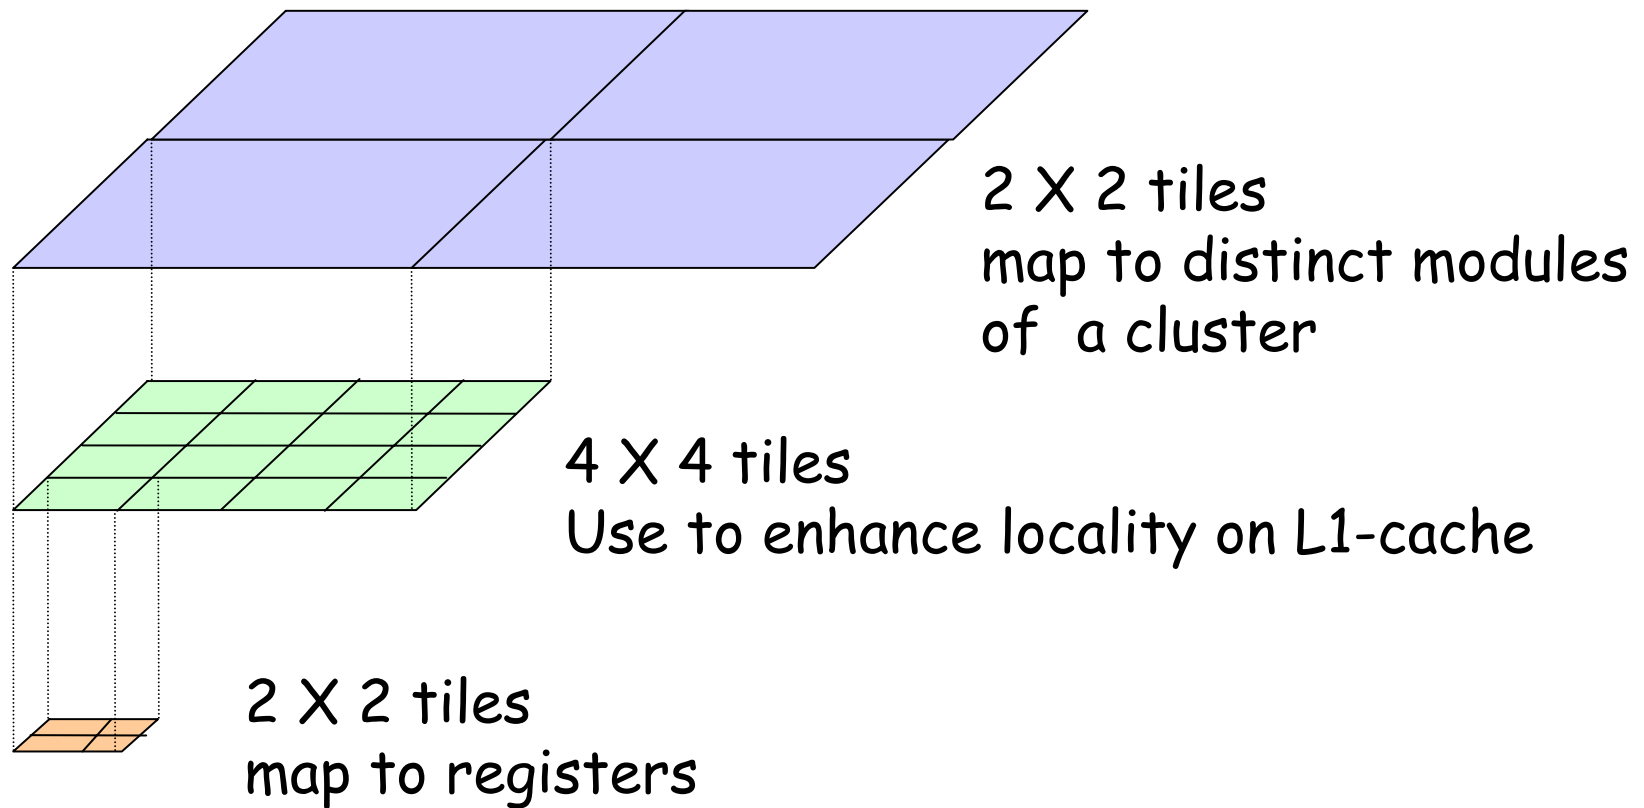 2 X 2 tiles
map to distinct modules
of a cluster
4 X 4 tiles
Use to enhance locality on L1-cache
2 X 2 tiles
map to registers